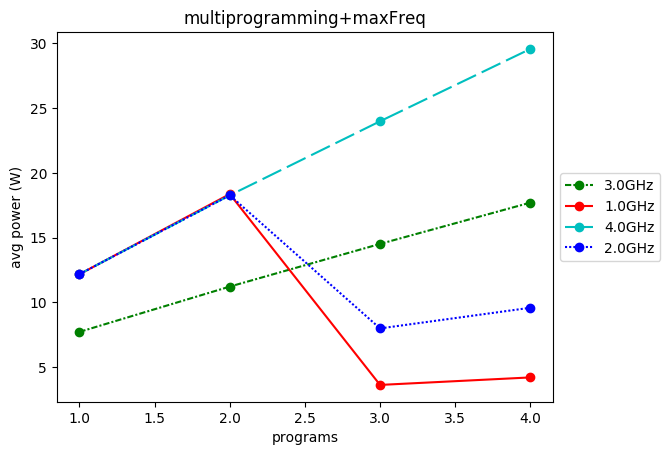 multiprogramming+maxFreq
avg power (W)
30
25
20
15
10
5
1.0 1.5 2.0 2.5 3.0 3.5 4.0
programs
3.0GHz
1.0GHz
4.0GHz
2.0GHz